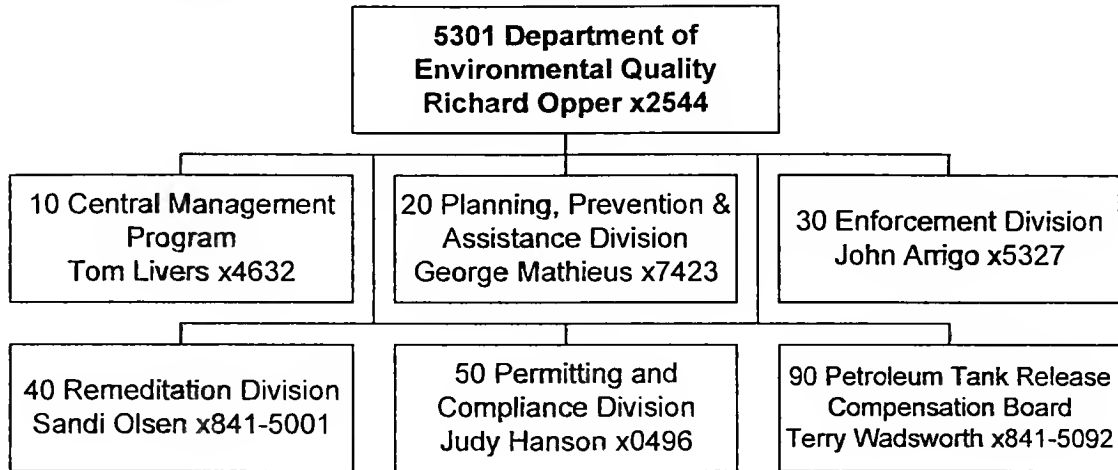 5301 Department of
Environmental Quality
Richard Opper x2544
10 Central Management
Program
Tom Livers x4632
20 Planning, Prevention &
Assistance Division
George Mathieus x7423
30 Enforcement Division
John Arrigo x5327
40 Remeditation Division
Sandi Olsen x841-5001
50 Permitting and
Compliance Division
Judy Hanson x0496
90 Petroleum Tank Release
Compensation Board
Terry Wadsworth x841-5092